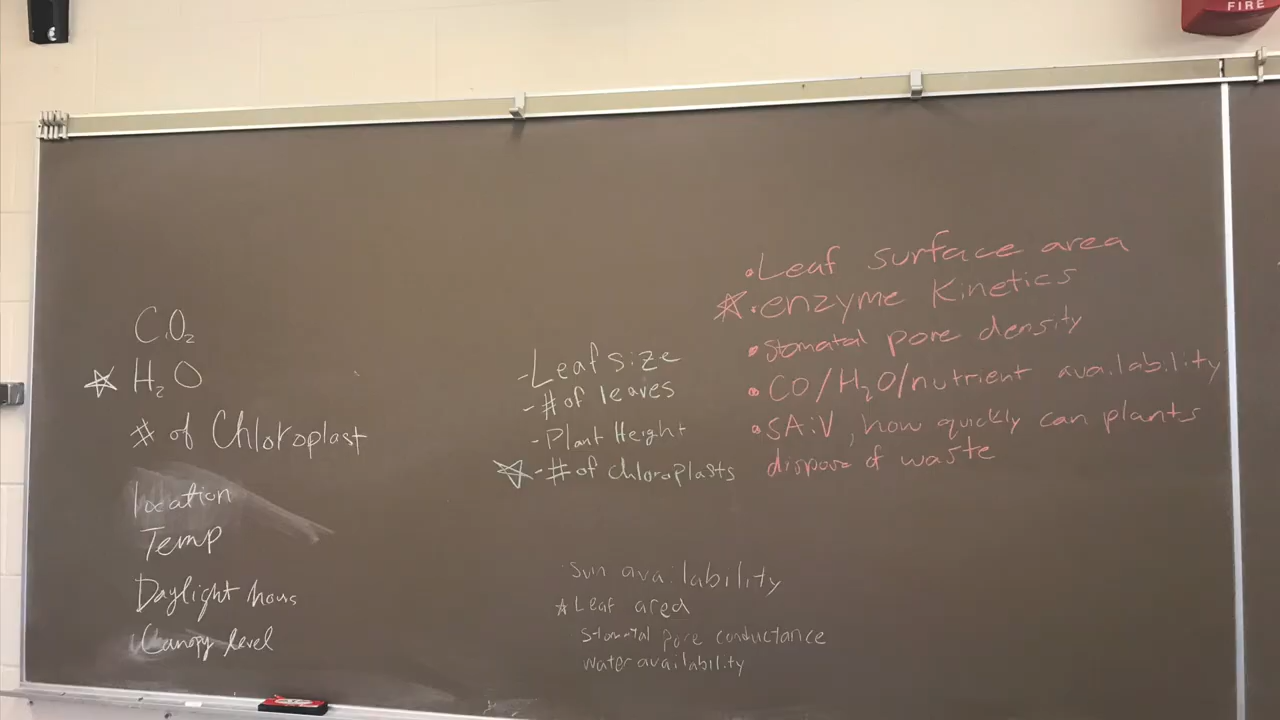 FIRE
CO₂
☆ H₂O
# of Chloroplast
location
Temp
Daylight hours
Canopy level
- Leaf size
- # of leaves
- Plant Height
☆ - # of chloroplasts
• Leaf surface area
☆ • enzyme kinetics
• Stomatal pore density
• CO/H₂O/nutrient availability
• SA:V, how quickly can plants
dispose of waste
Sun availability
☆ Leaf area
Stomatal pore conductance
water availability